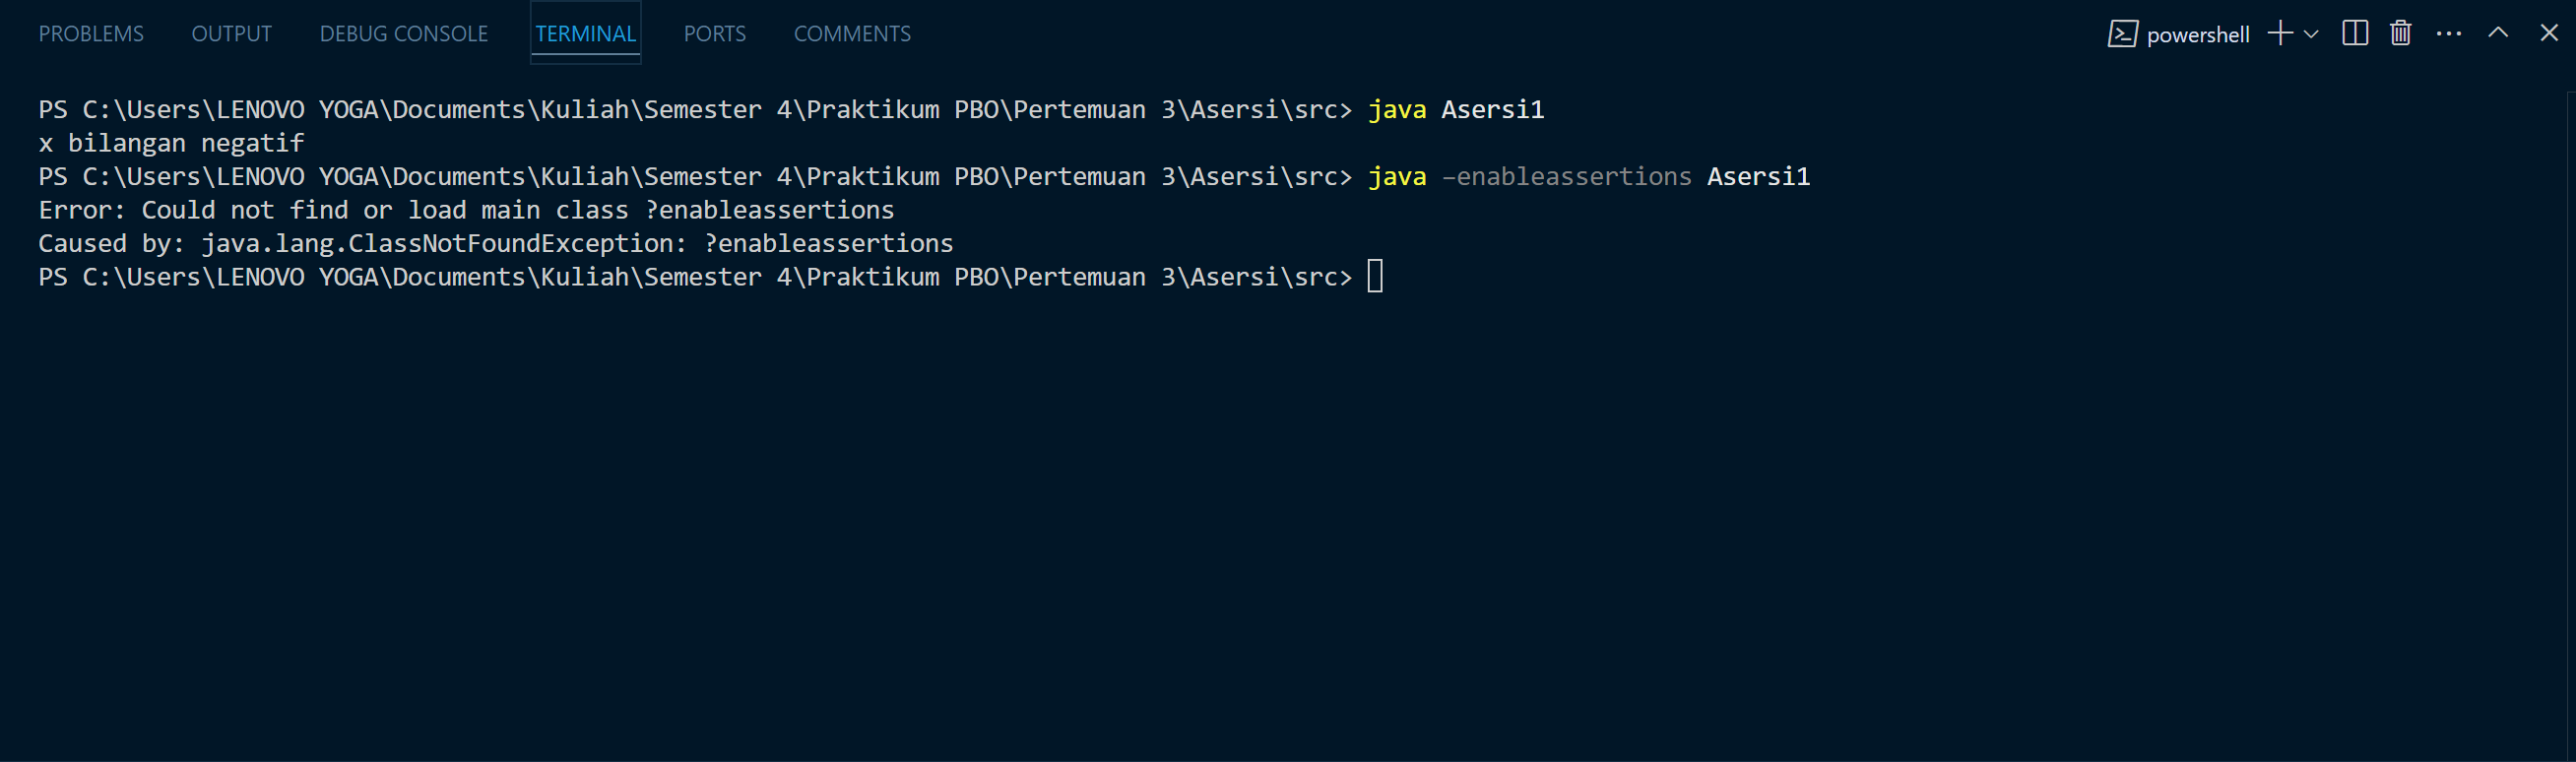 PROBLEMS OUTPUT DEBUG CONSOLE TERMINAL PORTS COMMENTS powershell
PS C:\Users\LENOVO YOGA\Documents\Kuliah\Semester 4\Praktikum PBO\Pertemuan 3\Asersi\src> java Asersi1
x bilangan negatif
PS C:\Users\LENOVO YOGA\Documents\Kuliah\Semester 4\Praktikum PBO\Pertemuan 3\Asersi\src> java –enableassertions Asersi1
Error: Could not find or load main class ?enableassertions
Caused by: java.lang.ClassNotFoundException: ?enableassertions
PS C:\Users\LENOVO YOGA\Documents\Kuliah\Semester 4\Praktikum PBO\Pertemuan 3\Asersi\src>